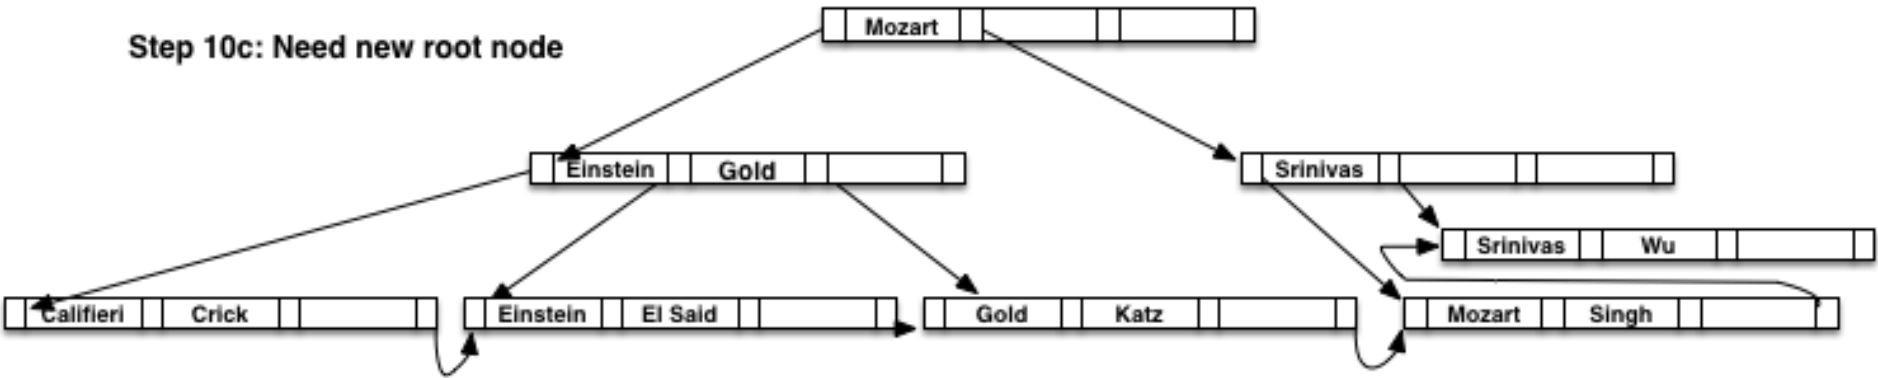 Step 10c: Need new root node
Mozart
Einstein Gold
Srinivas
Srinivas Wu
Califieri Crick
Einstein El Said
Gold Katz
Mozart Singh